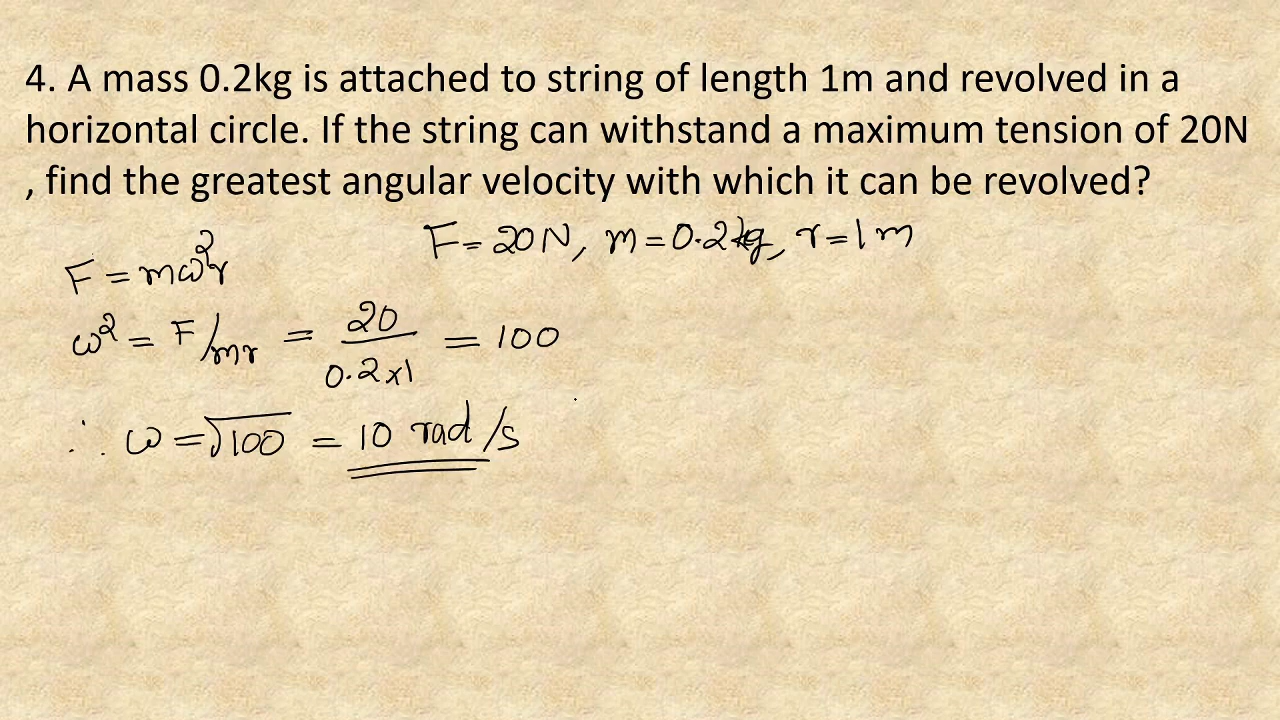 4. A mass 0.2kg is attached to string of length 1m and revolved in a
horizontal circle. If the string can withstand a maximum tension of 20N
, find the greatest angular velocity with which it can be revolved?
F = 20N, m = 0.2kg, r = 1m
F = mω²r
ω² = F/mr = 20/0.2×1 = 100
∴ ω = √100 = 10 rad/s